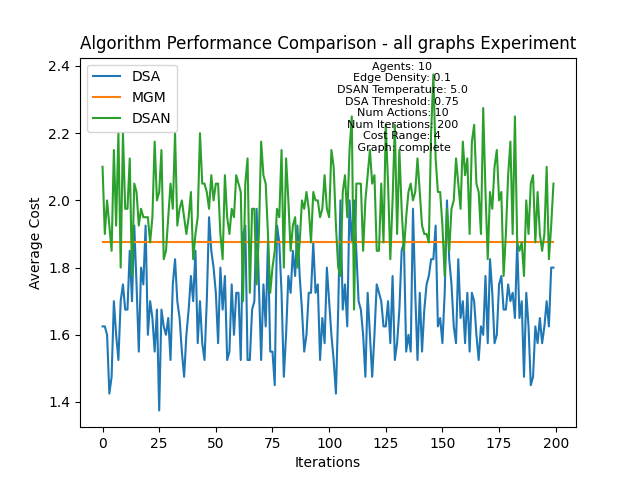 Algorithm Performance Comparison - all graphs Experiment
DSA
MGM
DSAN
Agents: 10
Edge Density: 0.1
DSAN Temperature: 5.0
DSA Threshold: 0.75
Num Actions: 10
Num Iterations: 200
Cost Range: 4
Graph: complete
2.4
2.2
2.0
1.8
1.6
1.4
Average Cost
0 25 50 75 100 125 150 175 200
Iterations